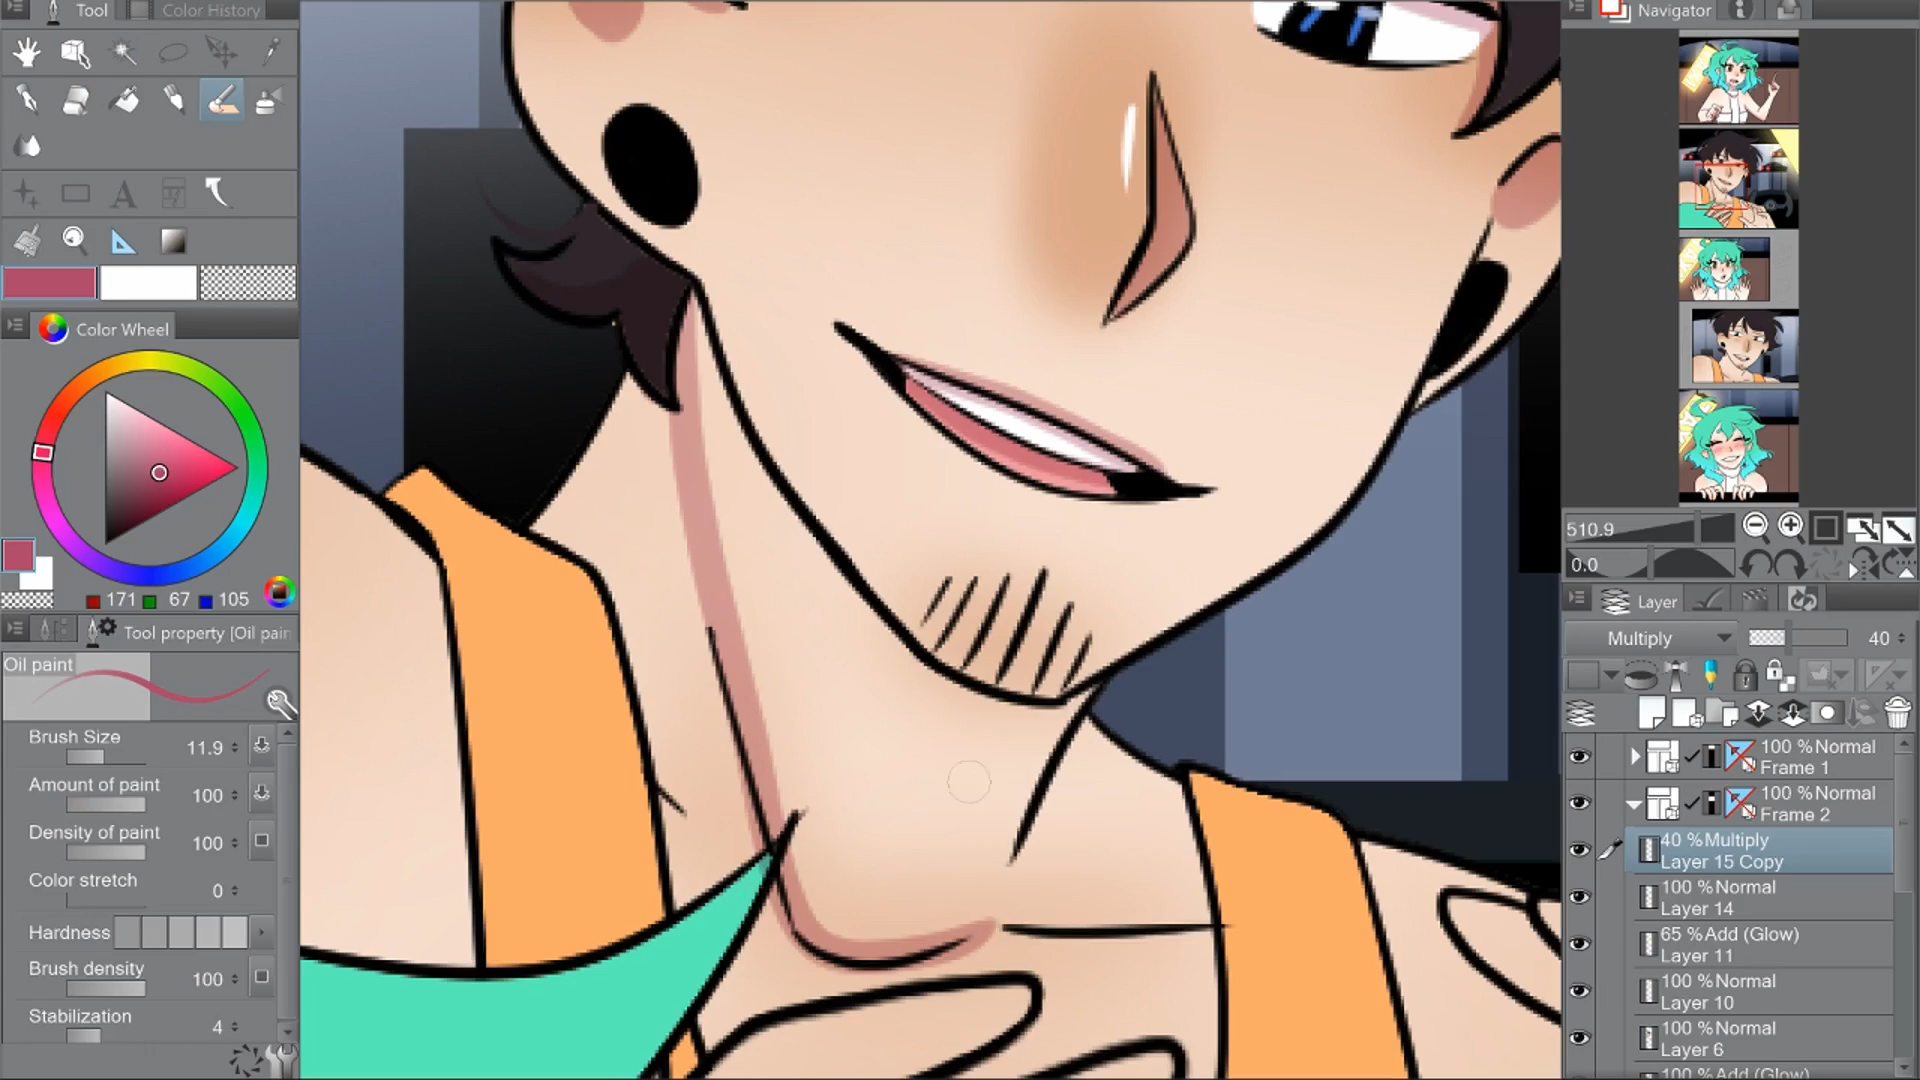 Tool
Color History
Color Wheel
171 67 105
Tool property [Oil pain
Oil paint
Brush Size
11.9
Amount of paint
100
Density of paint
100
Color stretch
0
Hardness
Brush density
100
Stabilization
4
Navigator
510.9
0.0
Layer
Multiply
40
100 %Normal
Frame 1
100 %Normal
Frame 2
40 %Multiply
Layer 15 Copy
100 %Normal
Layer 14
65 %Add (Glow)
Layer 11
100 %Normal
Layer 10
100 %Normal
Layer 6
100 %Add (Glow)